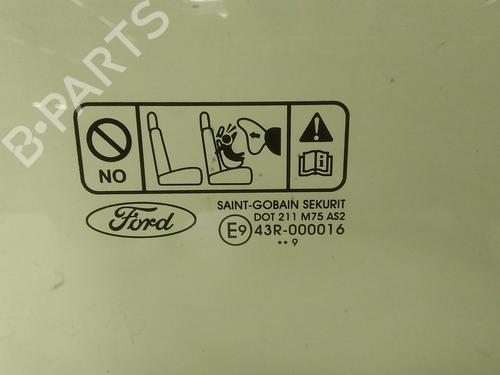 B-PARTS
NO
Ford
SAINT-GOBAIN SEKURIT
DOT 211 M75 AS2
E9 43R-000016
•• 9